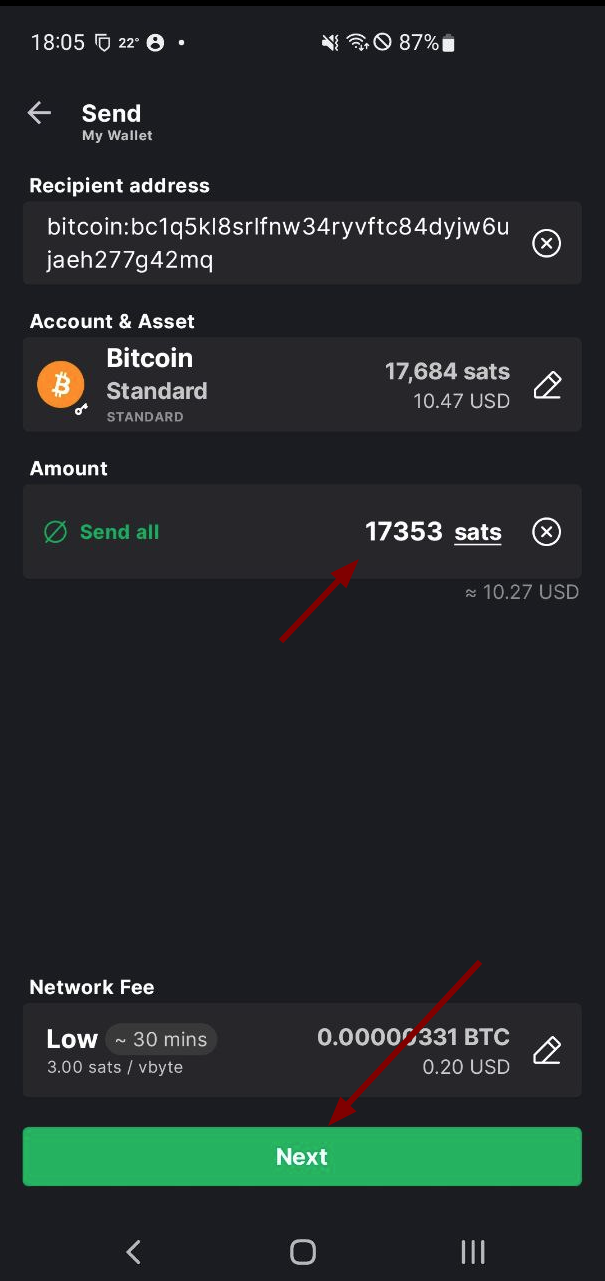 18:05 22° 87%
Send
My Wallet
Recipient address
bitcoin:bc1q5kl8srlfnw34ryvftc84dyjw6u
jaeh277g42mq
Account & Asset
Bitcoin
Standard
STANDARD
17,684 sats
10.47 USD
Amount
Send all 17353 sats
≈ 10.27 USD
Network Fee
Low ~ 30 mins 0.00000331 BTC
3.00 sats / vbyte 0.20 USD
Next